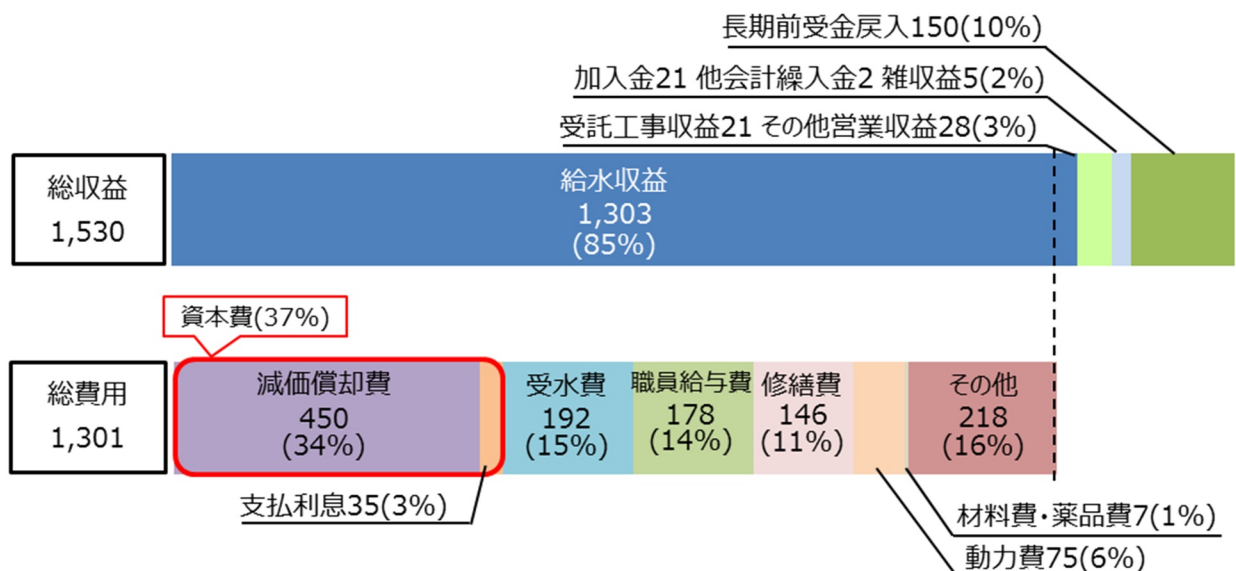 長期前受金戻入150(10%)
加入金21 他会計繰入金2 雑収益5(2%)
受託工事収益21 その他営業収益28(3%)
総収益
1,530
給水収益
1,303
(85%)
資本費(37%)
総費用
1,301
減価償却費
450
(34%)
受水費
192
(15%)
職員給与費
178
(14%)
修繕費
146
(11%)
その他
218
(16%)
支払利息35(3%)
材料費・薬品費7(1%)
動力費75(6%)